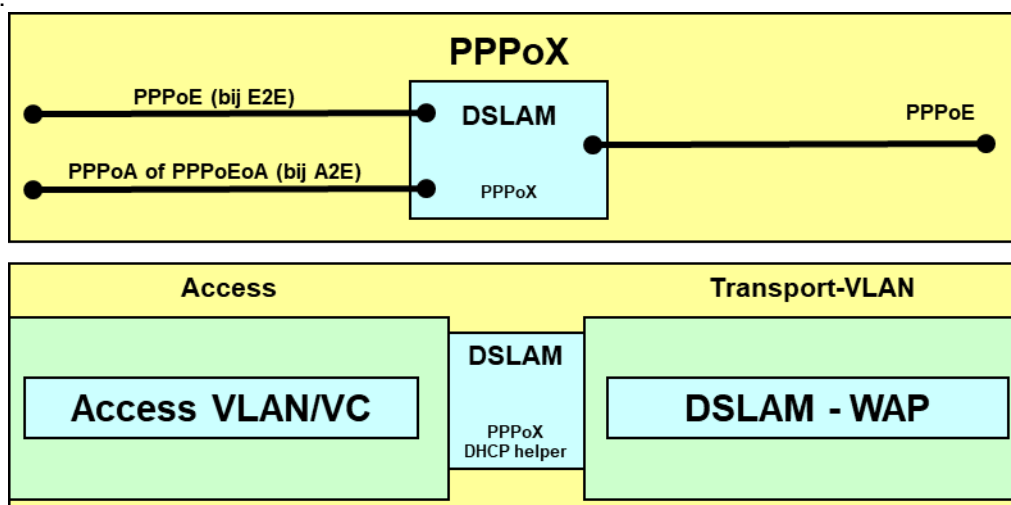 PPPoX
PPPoE (bij E2E)
DSLAM
PPPoE
PPPoA of PPPoEoA (bij A2E)
PPPoX
Access
Transport-VLAN
DSLAM
Access VLAN/VC
DSLAM - WAP
PPPoX
DHCP helper